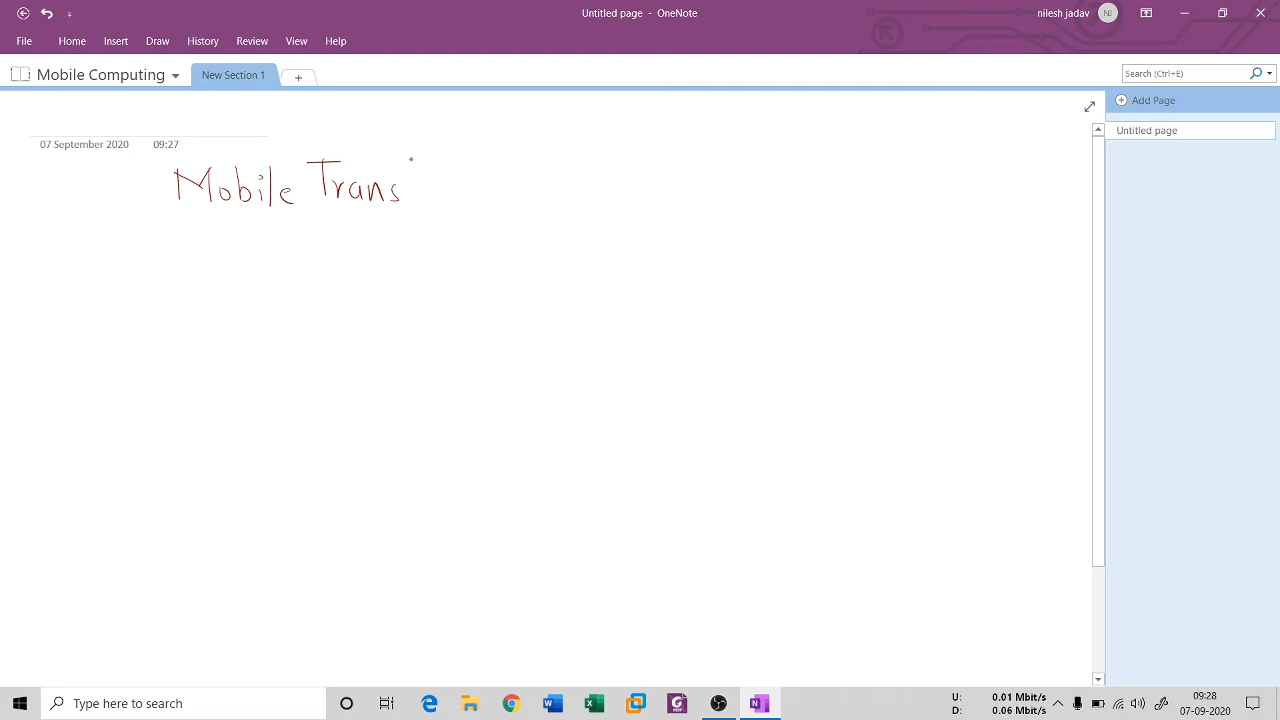 Untitled page - OneNote
nilesh jadav NJ
File Home Insert Draw History Review View Help
Mobile Computing New Section 1 +
Search (Ctrl+E)
Add Page
Untitled page
07 September 2020 09:27
Mobile Trans
Type here to search
U: 0.01 Mbit/s
D: 0.06 Mbit/s
09:28
07-09-2020